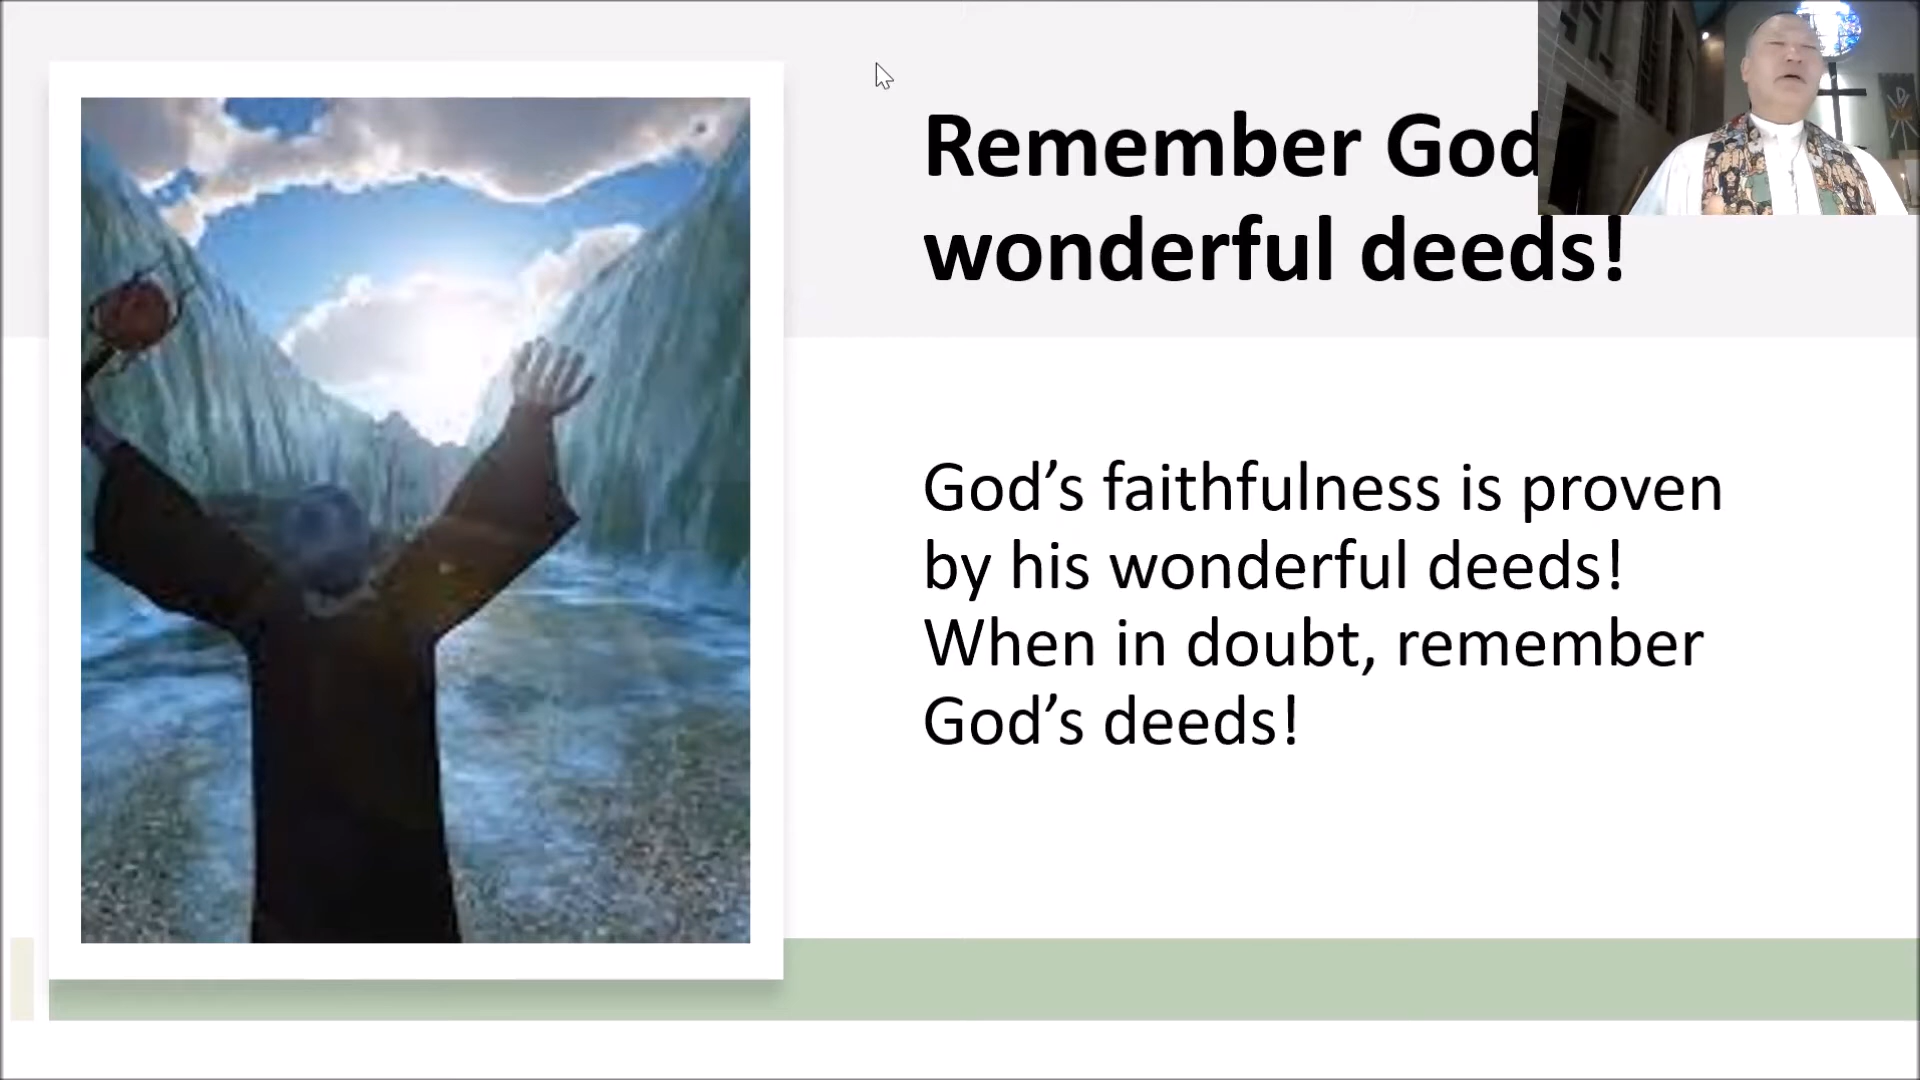 Remember God
wonderful deeds!
God’s faithfulness is proven
by his wonderful deeds!
When in doubt, remember
God’s deeds!